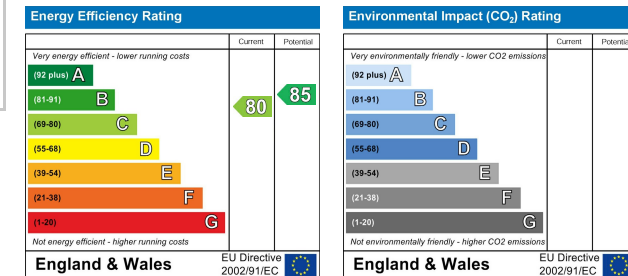 Energy Efficiency Rating
Current Potential
Very energy efficient - lower running costs
(92 plus) A
(81-91) B
(69-80) C
(55-68) D
(39-54) E
(21-38) F
(1-20) G
80
85
Not energy efficient - higher running costs
England & Wales
EU Directive
2002/91/EC
Environmental Impact (CO₂) Rating
Current Potentia
Very environmentally friendly - lower CO2 emissions
(92 plus) A
(81-91) B
(69-80) C
(55-68) D
(39-54) E
(21-38) F
(1-20) G
Not environmentally friendly - higher CO2 emissions
England & Wales
EU Directive
2002/91/EC